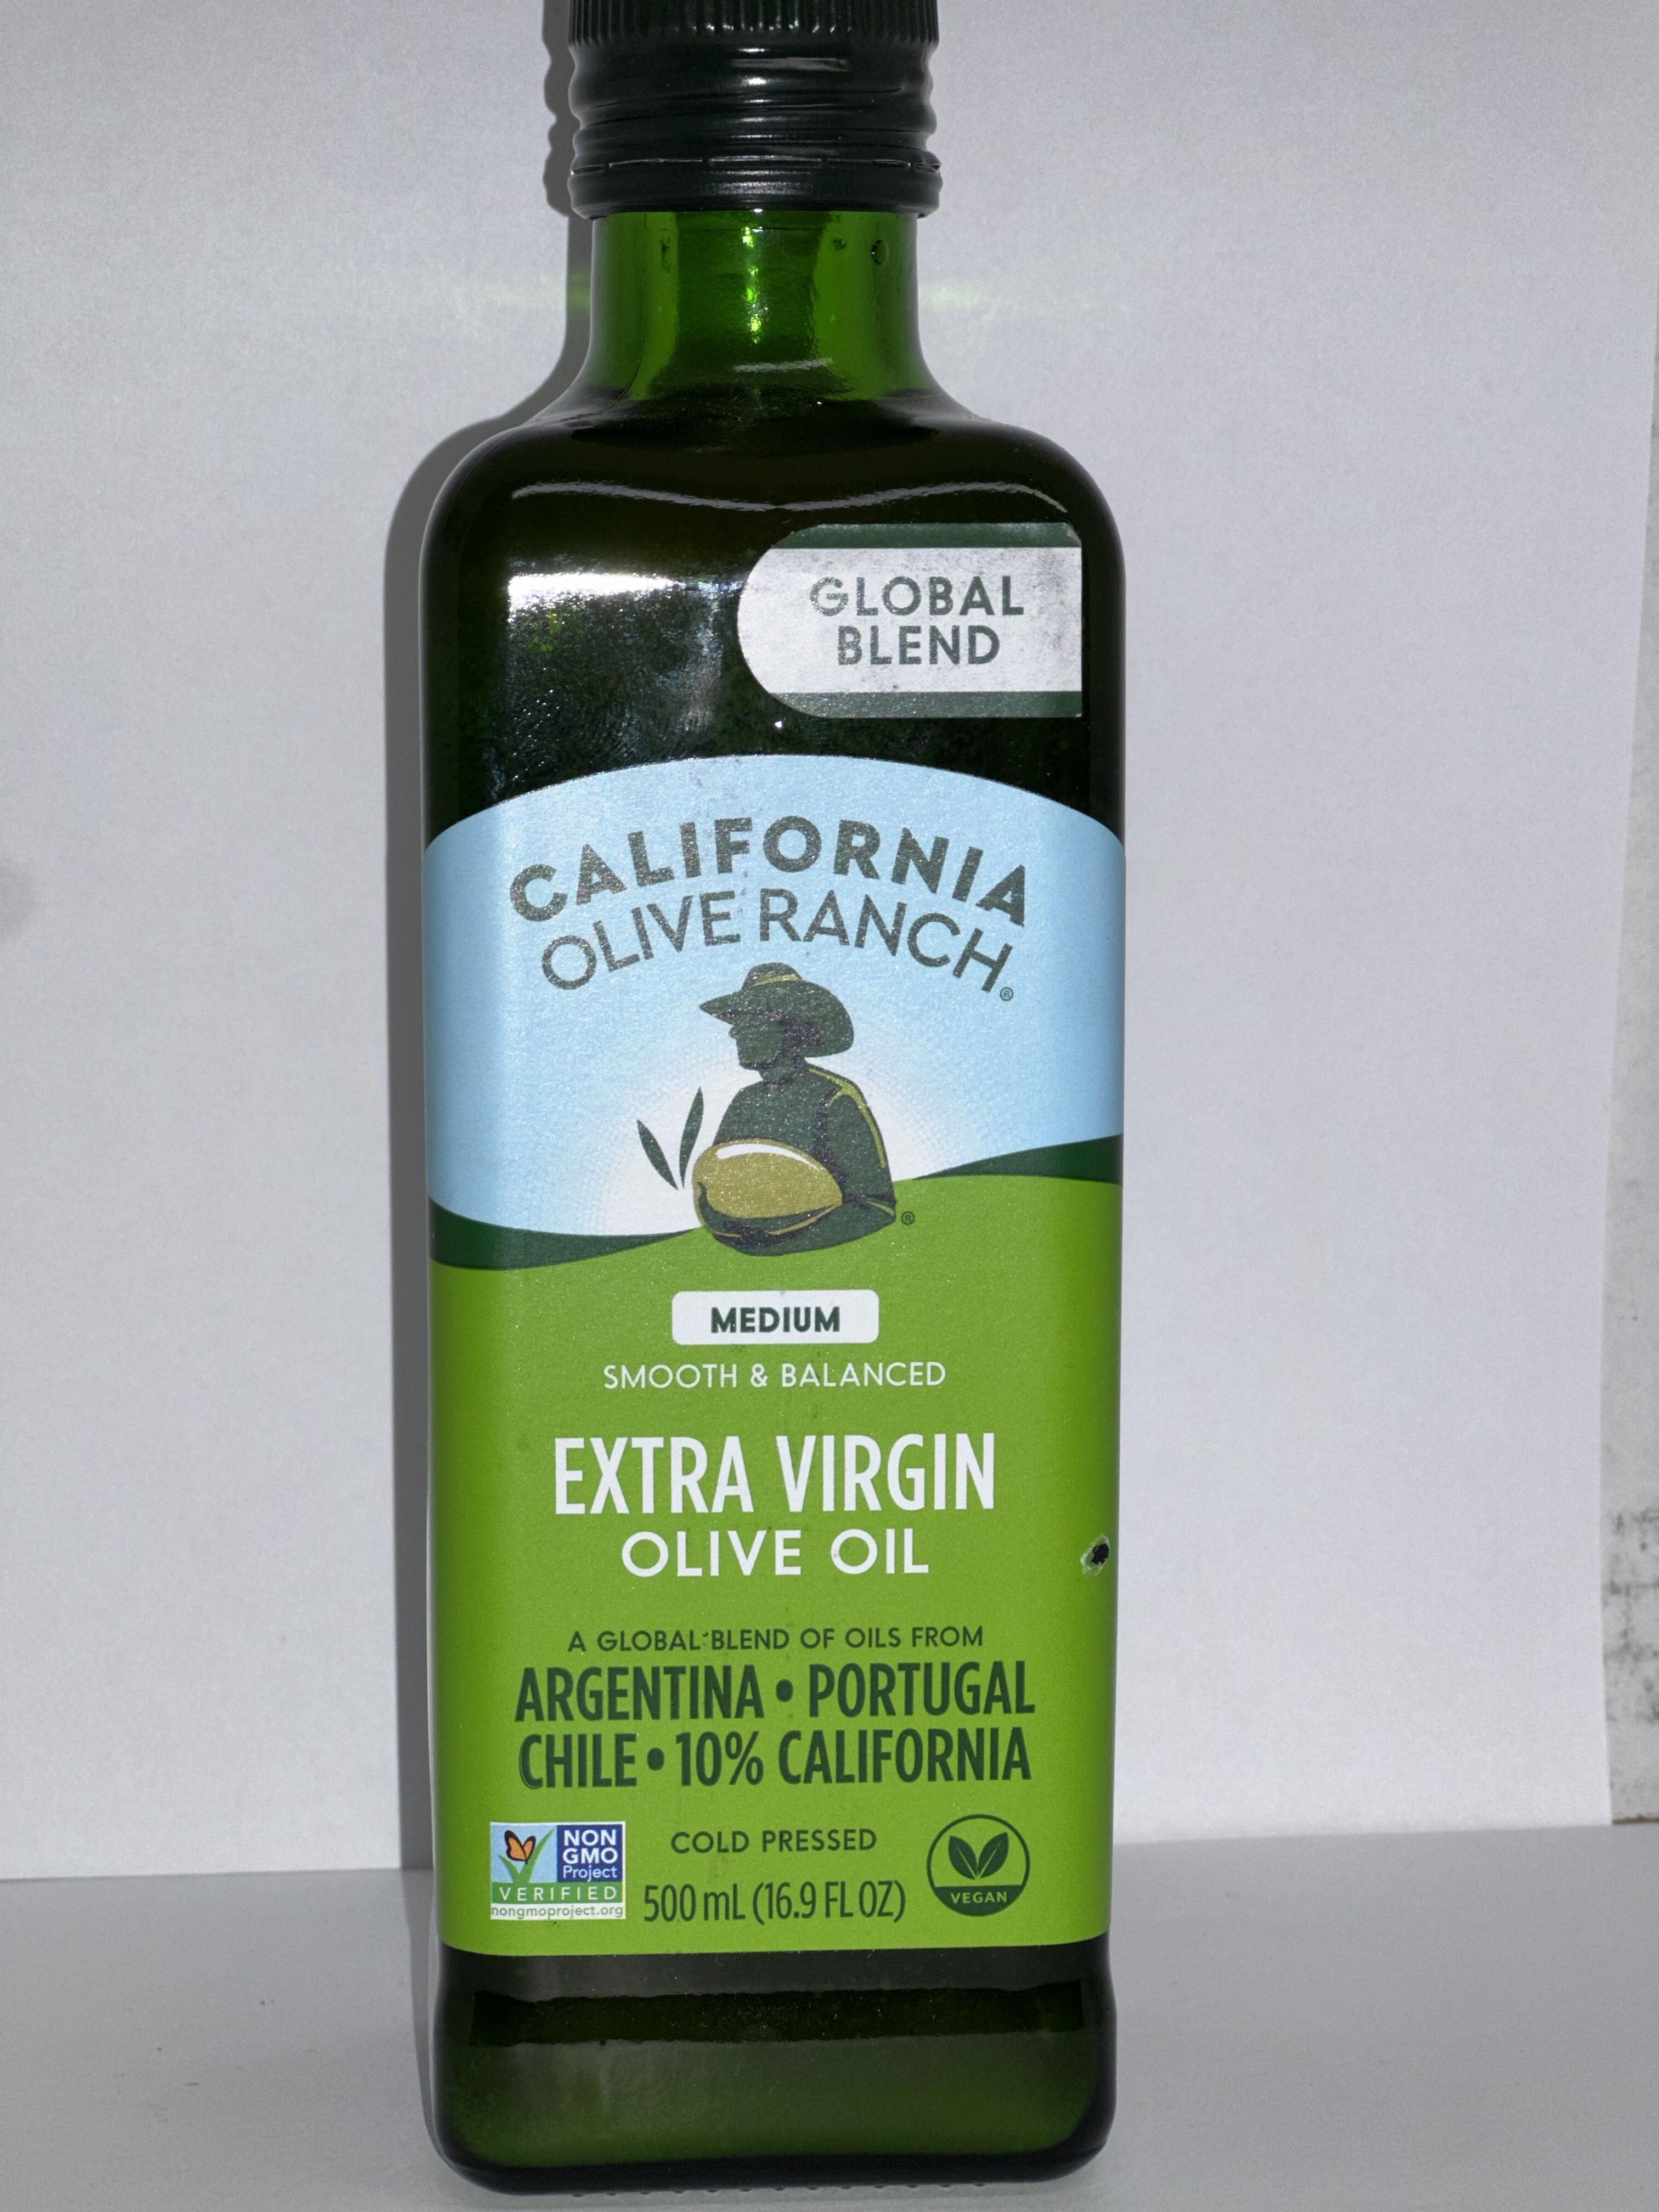 GLOBAL
BLEND
CALIFORNIA
OLIVE RANCH®
®
MEDIUM
SMOOTH & BALANCED
EXTRA VIRGIN
OLIVE OIL
A GLOBAL BLEND OF OILS FROM
ARGENTINA • PORTUGAL
CHILE • 10% CALIFORNIA
NON
GMO
Project
VERIFIED
nongmoproject.org
COLD PRESSED
500 mL (16.9 FL OZ)
VEGAN